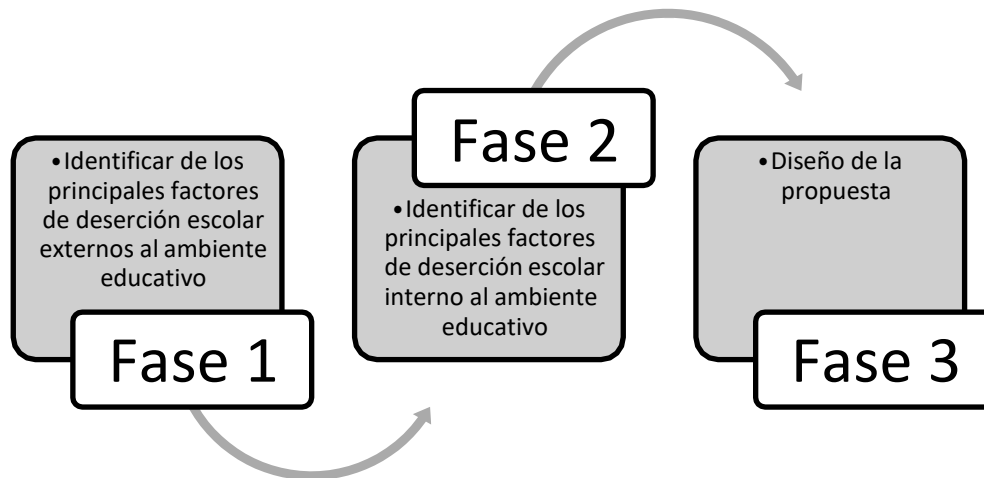 •Identificar de los
principales factores
de deserción escolar
externos al ambiente
educativo
Fase 1
Fase 2
•Identificar de los
principales factores
de deserción escolar
interno al ambiente
educativo
•Diseño de la
propuesta
Fase 3